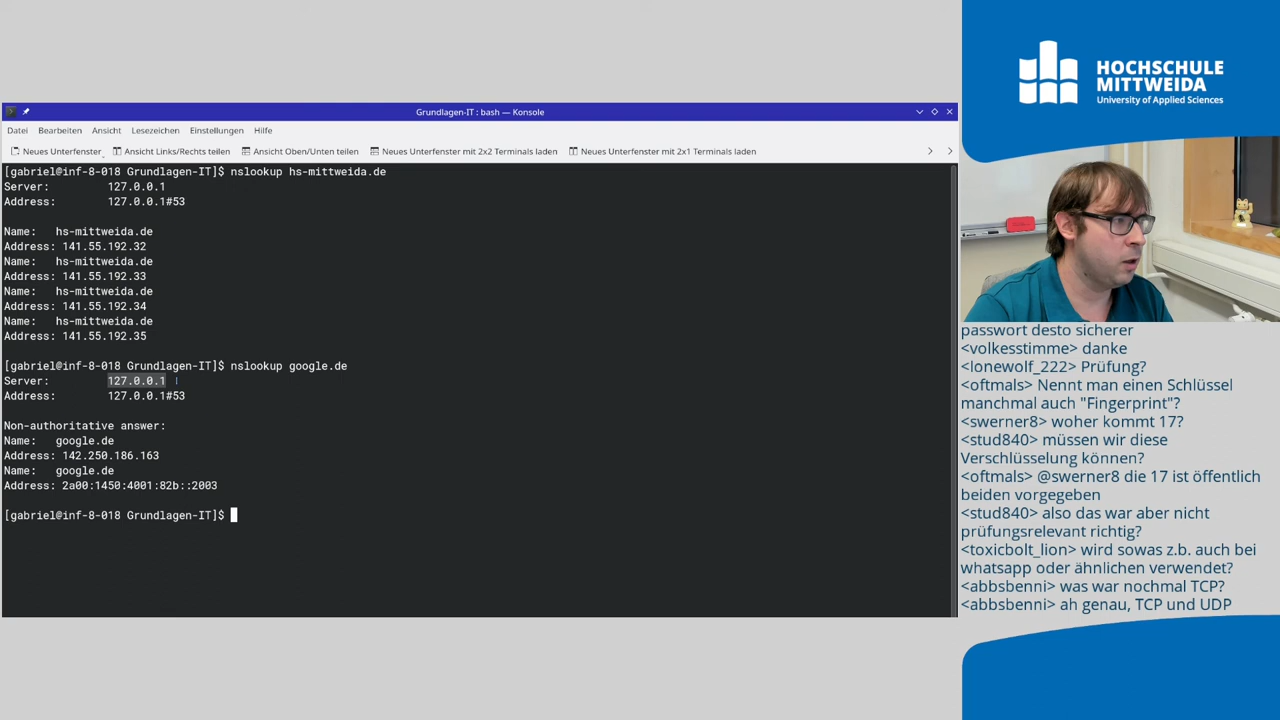 Grundlagen-IT : bash — Konsole
Datei Bearbeiten Ansicht Lesezeichen Einstellungen Hilfe
Neues Unterfenster Ansicht Links/Rechts teilen Ansicht Oben/Unten teilen Neues Unterfenster mit 2x2 Terminals laden Neues Unterfenster mit 2x1 Terminals laden
[gabriel@inf-8-018 Grundlagen-IT]$ nslookup hs-mittweida.de
Server: 127.0.0.1
Address: 127.0.0.1#53
Name: hs-mittweida.de
Address: 141.55.192.32
Name: hs-mittweida.de
Address: 141.55.192.33
Name: hs-mittweida.de
Address: 141.55.192.34
Name: hs-mittweida.de
Address: 141.55.192.35
[gabriel@inf-8-018 Grundlagen-IT]$ nslookup google.de
Server: 127.0.0.1
Address: 127.0.0.1#53
Non-authoritative answer:
Name: google.de
Address: 142.250.186.163
Name: google.de
Address: 2a00:1450:4001:82b::2003
[gabriel@inf-8-018 Grundlagen-IT]$
HOCHSCHULE
MITTWEIDA
University of Applied Sciences
passwort desto sicherer
<volkesstimme> danke
<lonewolf_222> Prüfung?
<oftmals> Nennt man einen Schlüssel
manchmal auch "Fingerprint"?
<swerner8> woher kommt 17?
<stud840> müssen wir diese
Verschlüsselung können?
<oftmals> @swerner8 die 17 ist öffentlich
beiden vorgegeben
<stud840> also das war aber nicht
prüfungsrelevant richtig?
<toxicbolt_lion> wird sowas z.b. auch bei
whatsapp oder ähnlichen verwendet?
<abbsbenni> was war nochmal TCP?
<abbsbenni> ah genau, TCP und UDP